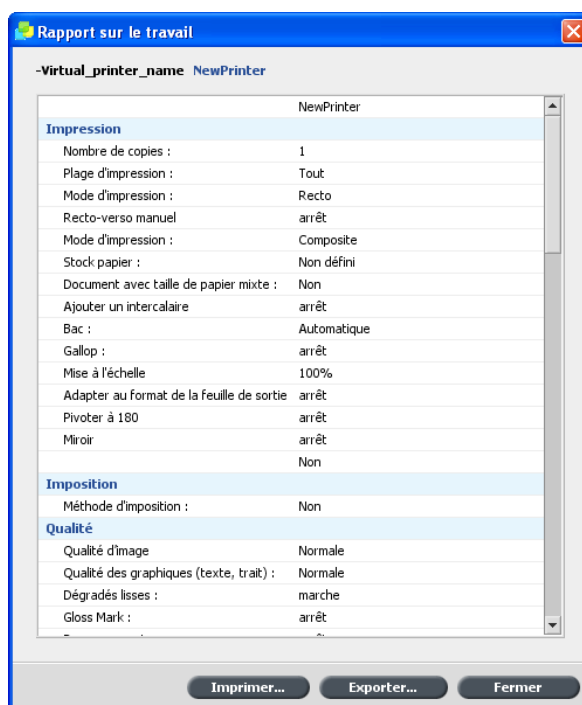 Rapport sur le travail
-Virtual_printer_name NewPrinter
NewPrinter
Impression
Nombre de copies : 1
Plage d'impression : Tout
Mode d'impression : Recto
Recto-verso manuel arrêt
Mode d'impression : Composite
Stock papier : Non défini
Document avec taille de papier mixte : Non
Ajouter un intercalaire arrêt
Bac : Automatique
Gallop : arrêt
Mise à l'échelle 100%
Adapter au format de la feuille de sortie arrêt
Pivoter à 180 arrêt
Miroir arrêt
Non
Imposition
Méthode d'imposition : Non
Qualité
Qualité d'image Normale
Qualité des graphiques (texte, trait) : Normale
Dégradés lisses : marche
Gloss Mark : arrêt
Imprimer... Exporter... Fermer